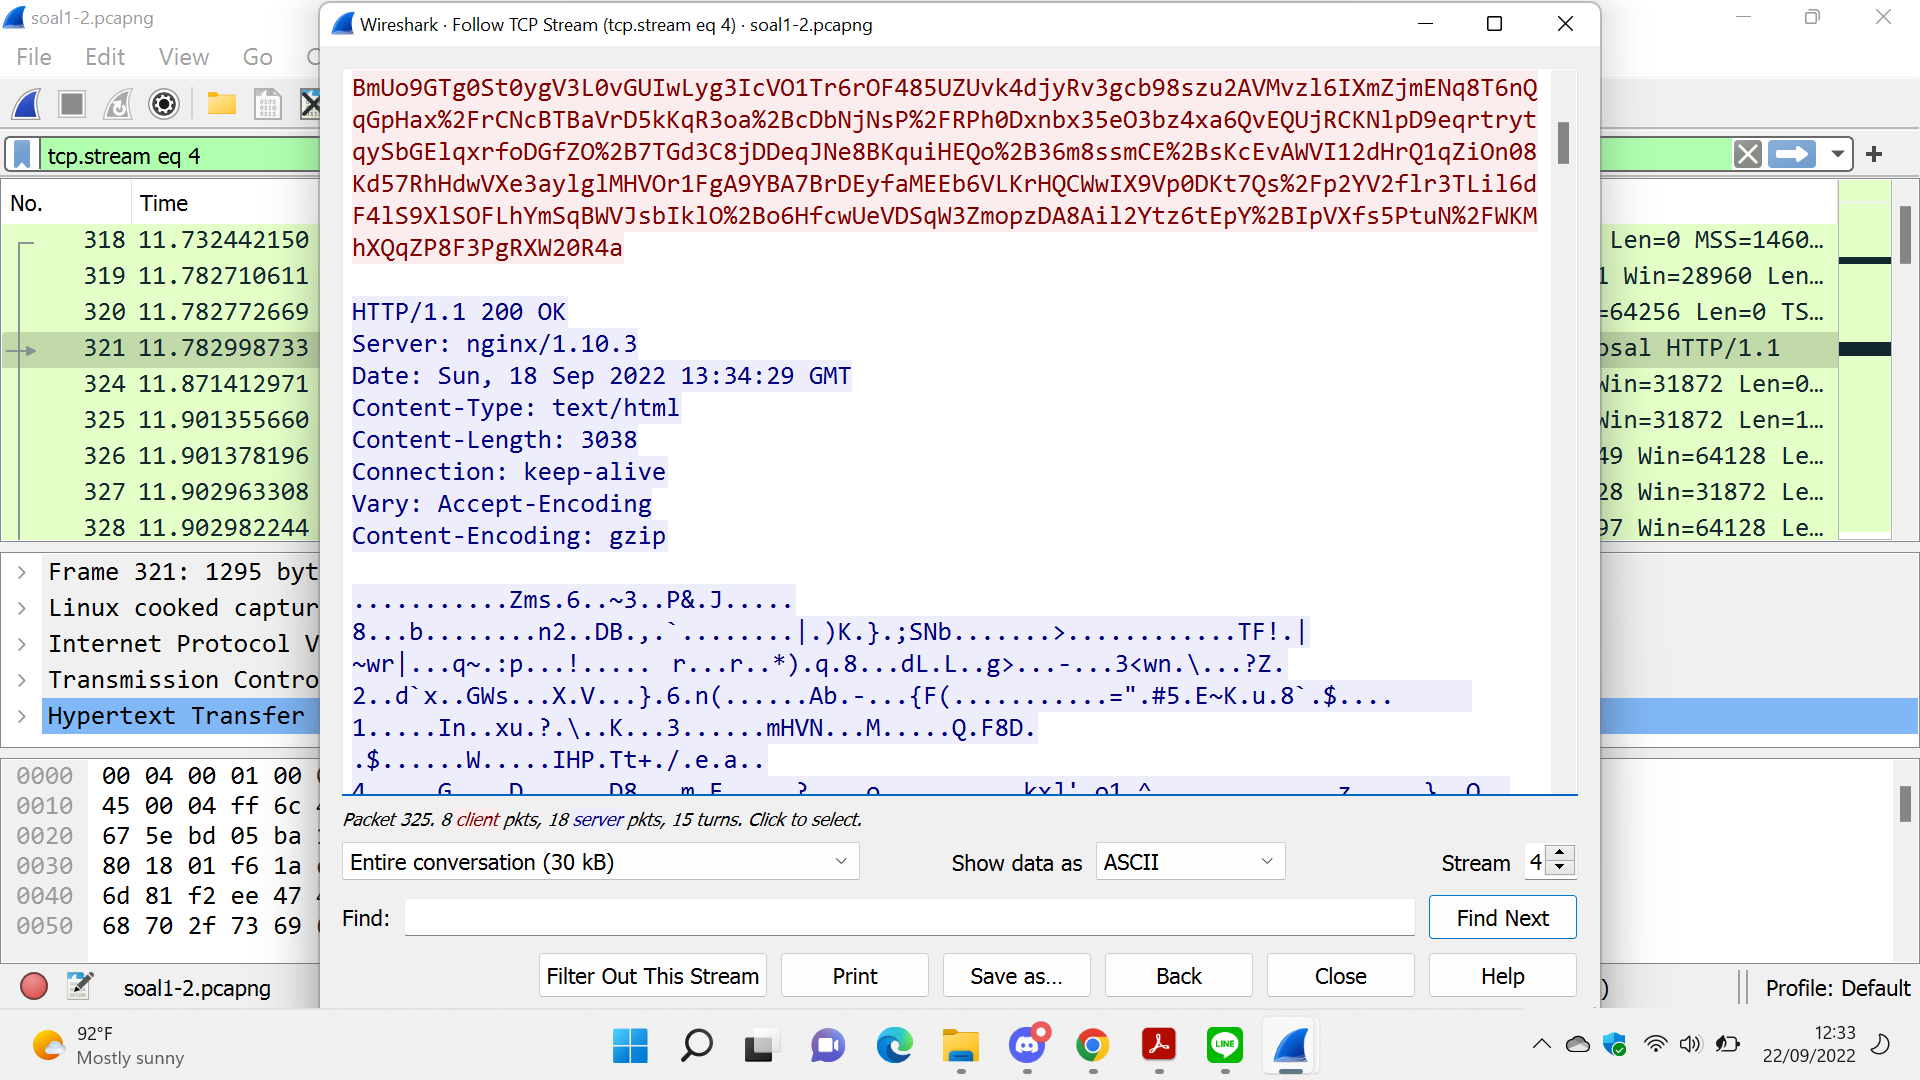 soal1-2.pcapng
File Edit View Go
tcp.stream eq 4
No. Time
318 11.732442150
319 11.782710611
320 11.782772669
321 11.782998733
324 11.871412971
325 11.901355660
326 11.901378196
327 11.902963308
328 11.902982244
Frame 321: 1295 byt
Linux cooked captur
Internet Protocol V
Transmission Contro
Hypertext Transfer
0000 00 04 00 01 00
0010 45 00 04 ff 6c
0020 67 5e bd 05 ba
0030 80 18 01 f6 1a
0040 6d 81 f2 ee 47
0050 68 70 2f 73 69
soal1-2.pcapng
Wireshark · Follow TCP Stream (tcp.stream eq 4) · soal1-2.pcapng
BmUo9GTg0St0ygV3L0vGUIwLyg3IcVO1Tr6rOF485UZUvk4djyRv3gcb98szu2AVMvzl6IXmZjmENq8T6nQ
qGpHax%2FrCNcBTBaVrD5kKqR3oa%2BcDbNjNsP%2FRPh0Dxnbx35eO3bz4xa6QvEQUjRCKNlpD9eqrtryt
qySbGElqxrfoDGfZO%2B7TGd3C8jDDeqJNe8BKquiHEQo%2B36m8ssmCE%2BsKcEvAWVI12dHrQ1qZiOn08
Kd57RhHdwVXe3aylglMHVOr1FgA9YBA7BrDEyfaMEEb6VLKrHQCWwIX9Vp0DKt7Qs%2Fp2YV2flr3TLil6d
F4lS9XlSOFLhYmSqBWVJsbIklO%2Bo6HfcwUeVDSqW3ZmopzDA8Ail2Ytz6tEpY%2BIpVXfs5PtuN%2FWKM
hXQqZP8F3PgRXW20R4a
HTTP/1.1 200 OK
Server: nginx/1.10.3
Date: Sun, 18 Sep 2022 13:34:29 GMT
Content-Type: text/html
Content-Length: 3038
Connection: keep-alive
Vary: Accept-Encoding
Content-Encoding: gzip
...........Zms.6..~3..P&.J.....
8...b........n2..DB.,.`........|.)K.}.;SNb.......>............TF!.|
~wr|...q~.:p...!..... r...r..*).q.8...dL.L..g>...-...3<wn.\...?Z.
2..d`x..GWs...X.V...}.6.n(......Ab.-...{F(...........=".#5.E~K.u.8`.$....
1.....In..xu.?.\..K...3......mHVN...M.....Q.F8D.
.$......W.....IHP.Tt+./.e.a..
Packet 325. 8 client pkts, 18 server pkts, 15 turns. Click to select.
Entire conversation (30 kB) Show data as ASCII Stream 4
Find: Find Next
Filter Out This Stream Print Save as… Back Close Help
Len=0 MSS=1460…
1 Win=28960 Len…
=64256 Len=0 TS…
osal HTTP/1.1
Win=31872 Len=0…
Win=31872 Len=1…
49 Win=64128 Le…
28 Win=31872 Le…
97 Win=64128 Le…
Profile: Default
92°F
Mostly sunny
LINE
12:33
22/09/2022